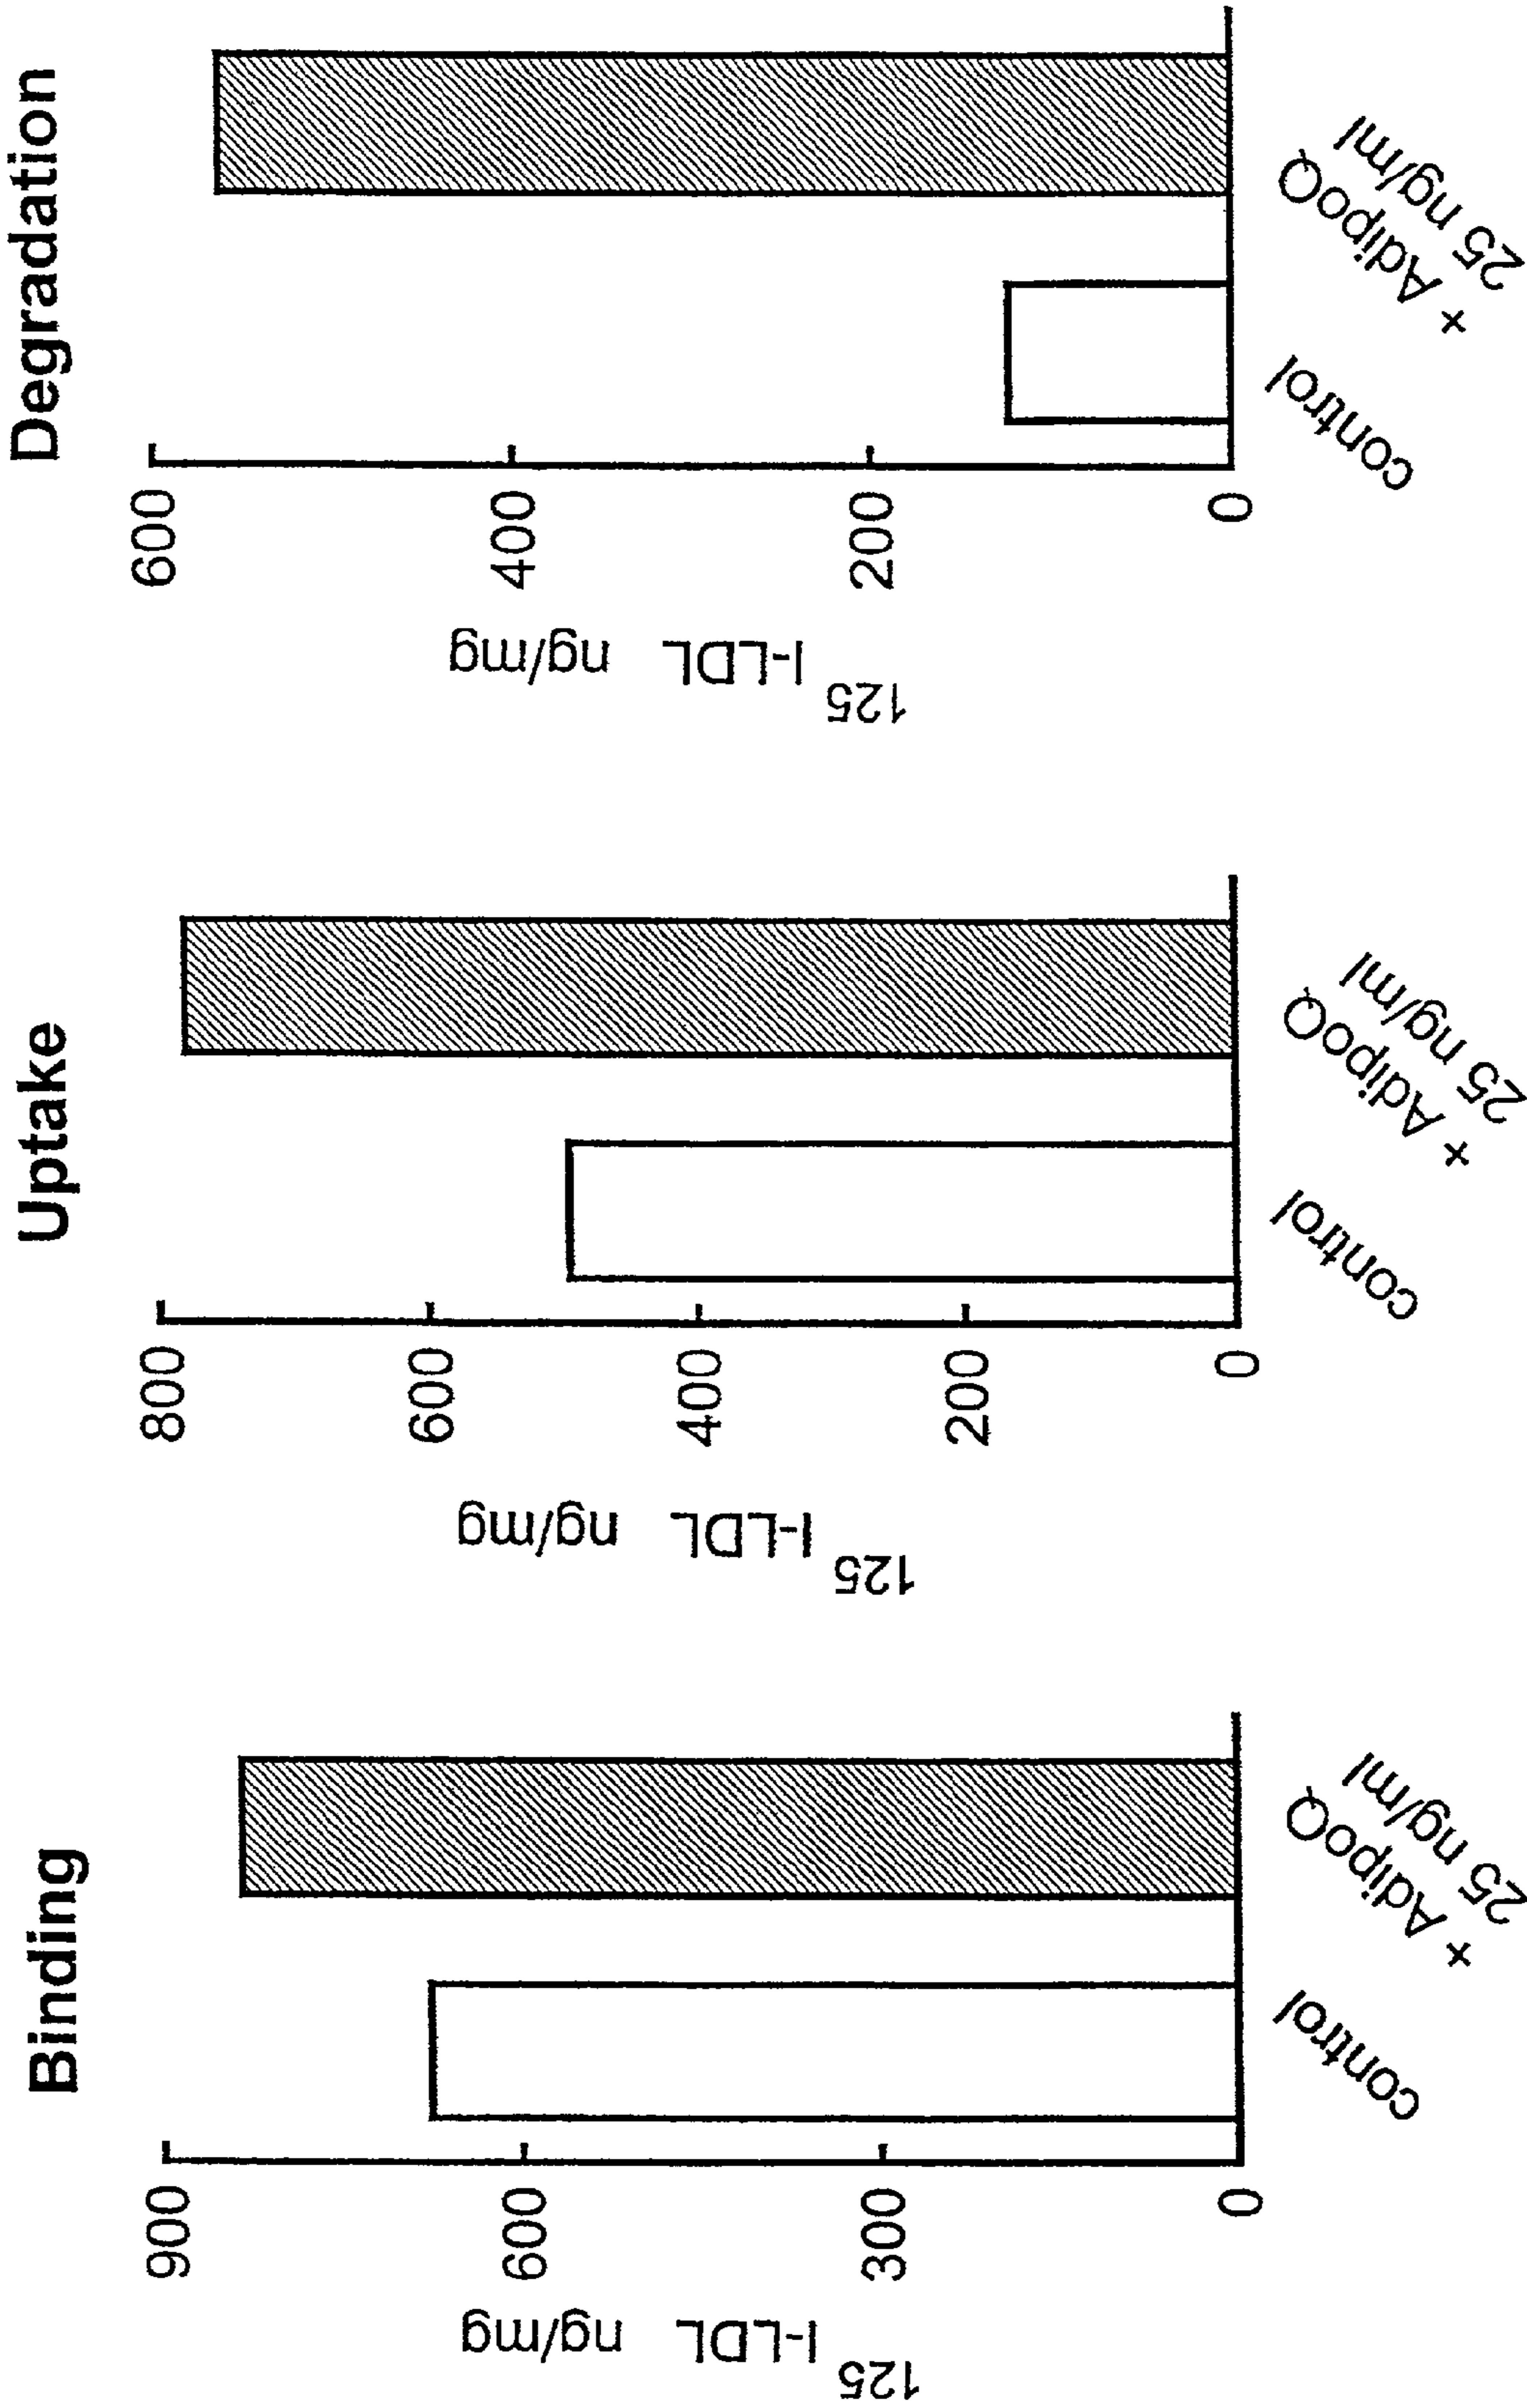 Binding
125 I-LDL ng/mg
900
600
300
0
control
+ AdipoQ
25 ng/ml
Uptake
125 I-LDL ng/mg
800
600
400
200
0
control
+ AdipoQ
25 ng/ml
Degradation
125 I-LDL ng/mg
600
400
200
0
control
+ AdipoQ
25 ng/ml